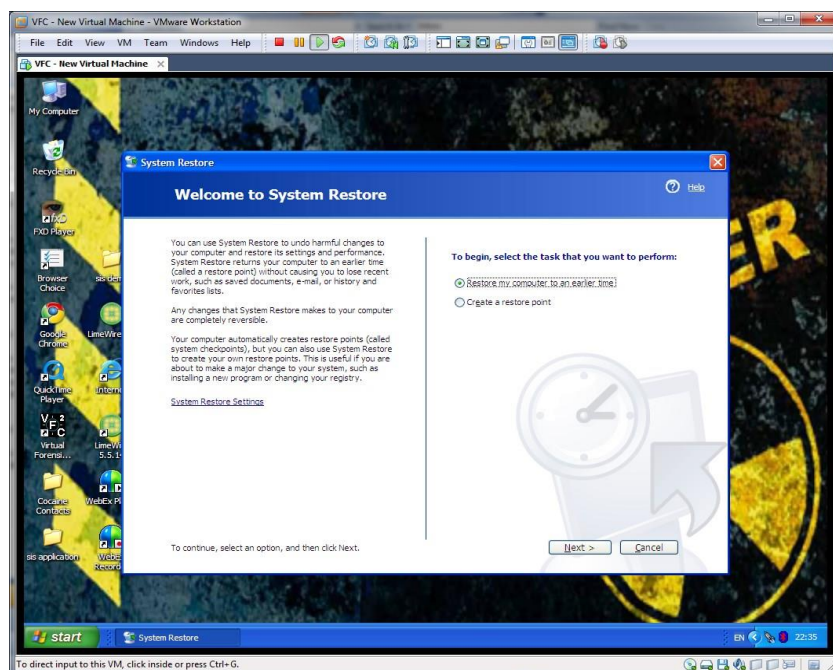 VFC - New Virtual Machine - VMware Workstation
File Edit View VM Team Windows Help
VFC - New Virtual Machine
My Computer
Recycle Bin
FXD Player
Browser
Choice
sis den
Google
Chrome
LimeWire
QuickTime
Player
Intern
Virtual
Forensi...
LimeWi
5.5.1
Cocaine
Contacts
WebEx Pl
sis application
WebE
Record
System Restore
Welcome to System Restore
Help
You can use System Restore to undo harmful changes to
your computer and restore its settings and performance.
System Restore returns your computer to an earlier time
(called a restore point) without causing you to lose recent
work, such as saved documents, e-mail, or history and
favorites lists.
Any changes that System Restore makes to your computer
are completely reversible.
Your computer automatically creates restore points (called
system checkpoints), but you can also use System Restore
to create your own restore points. This is useful if you are
about to make a major change to your system, such as
installing a new program or changing your registry.
System Restore Settings
To begin, select the task that you want to perform:
Restore my computer to an earlier time
Create a restore point
To continue, select an option, and then click Next.
Next >
Cancel
ER
start
System Restore
EN
22:35
To direct input to this VM, click inside or press Ctrl+G.